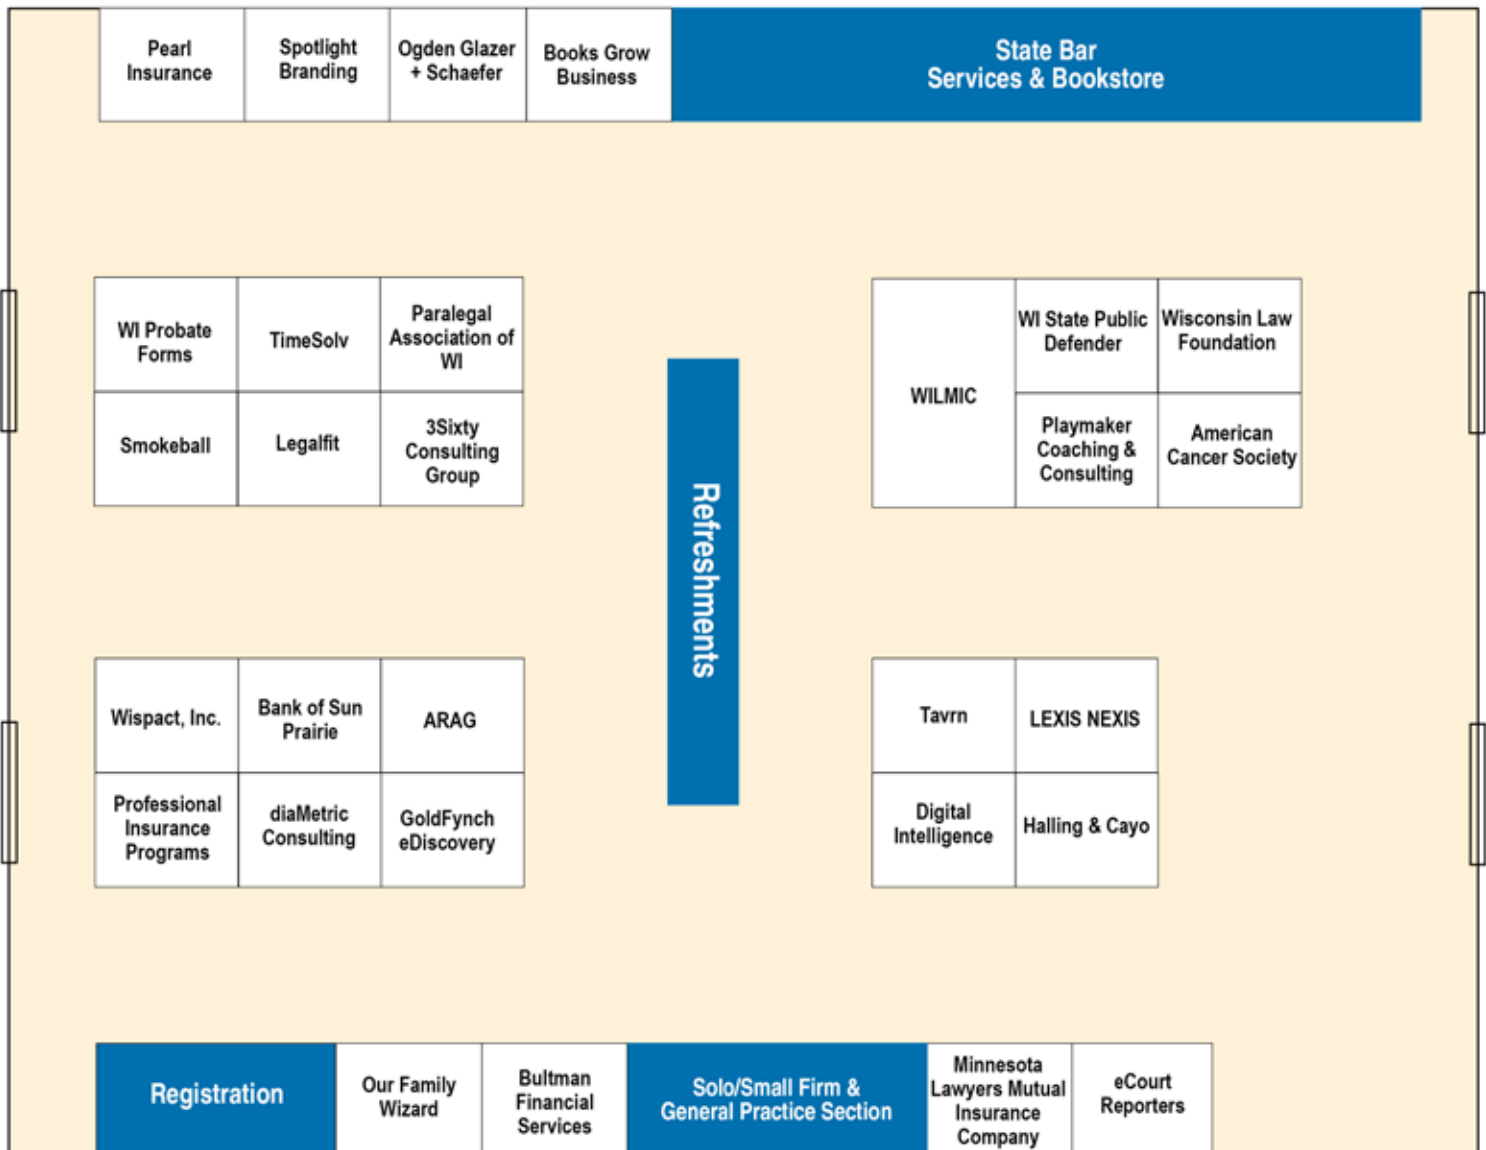 Pearl
Insurance
Spotlight
Branding
Ogden Glazer
+ Schaefer
Books Grow
Business
State Bar
Services & Bookstore
WI Probate
Forms
TimeSolv
Paralegal
Association of
WI
Smokeball
Legalfit
3Sixty
Consulting
Group
WILMIC
WI State Public
Defender
Wisconsin Law
Foundation
Playmaker
Coaching &
Consulting
American
Cancer Society
Refreshments
Wispact, Inc.
Bank of Sun
Prairie
ARAG
Professional
Insurance
Programs
diaMetric
Consulting
GoldFynch
eDiscovery
Tavrn
LEXIS NEXIS
Digital
Intelligence
Halling & Cayo
Registration
Our Family
Wizard
Bultman
Financial
Services
Solo/Small Firm &
General Practice Section
Minnesota
Lawyers Mutual
Insurance
Company
eCourt
Reporters